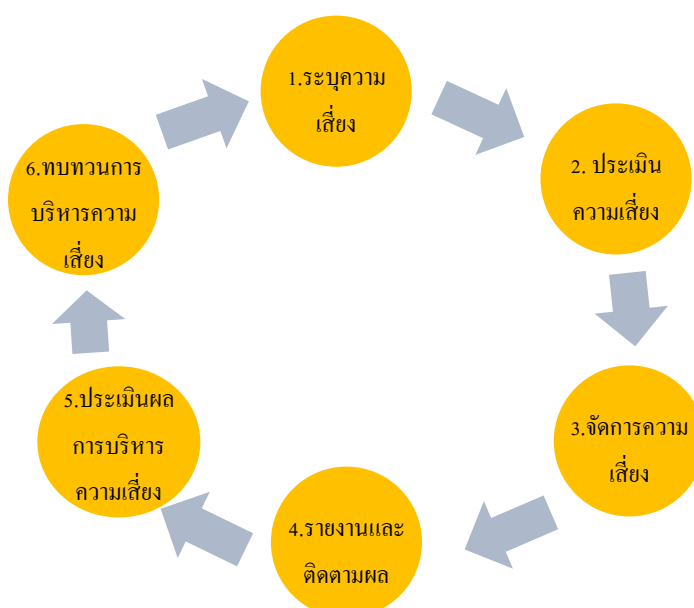 1.ระบุความ
เสี่ยง
2. ประเมิน
ความเสี่ยง
3.จัดการความ
เสี่ยง
4.รายงานและ
ติดตามผล
5.ประเมินผล
การบริหาร
ความเสี่ยง
6.ทบทวนการ
บริหารความ
เสี่ยง